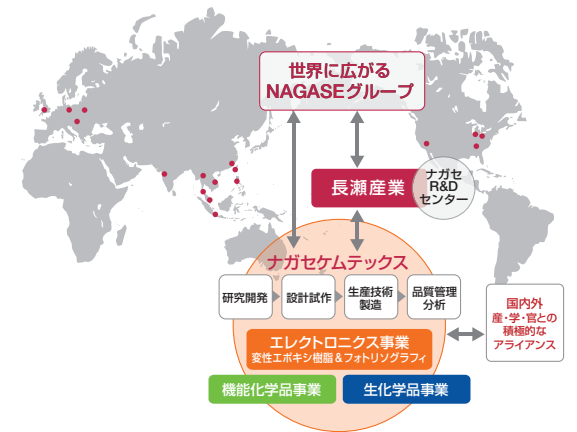 世界に広がる
NAGASEグループ
長瀬産業
ナガセ
R&D
センター
ナガセケムテックス
研究開発
設計試作
生産技術
製造
品質管理
分析
国内外
産・学・官との
積極的な
アライアンス
エレクトロニクス事業
変性エポキシ樹脂&フォトリソグラフィ
機能化学品事業
生化学品事業